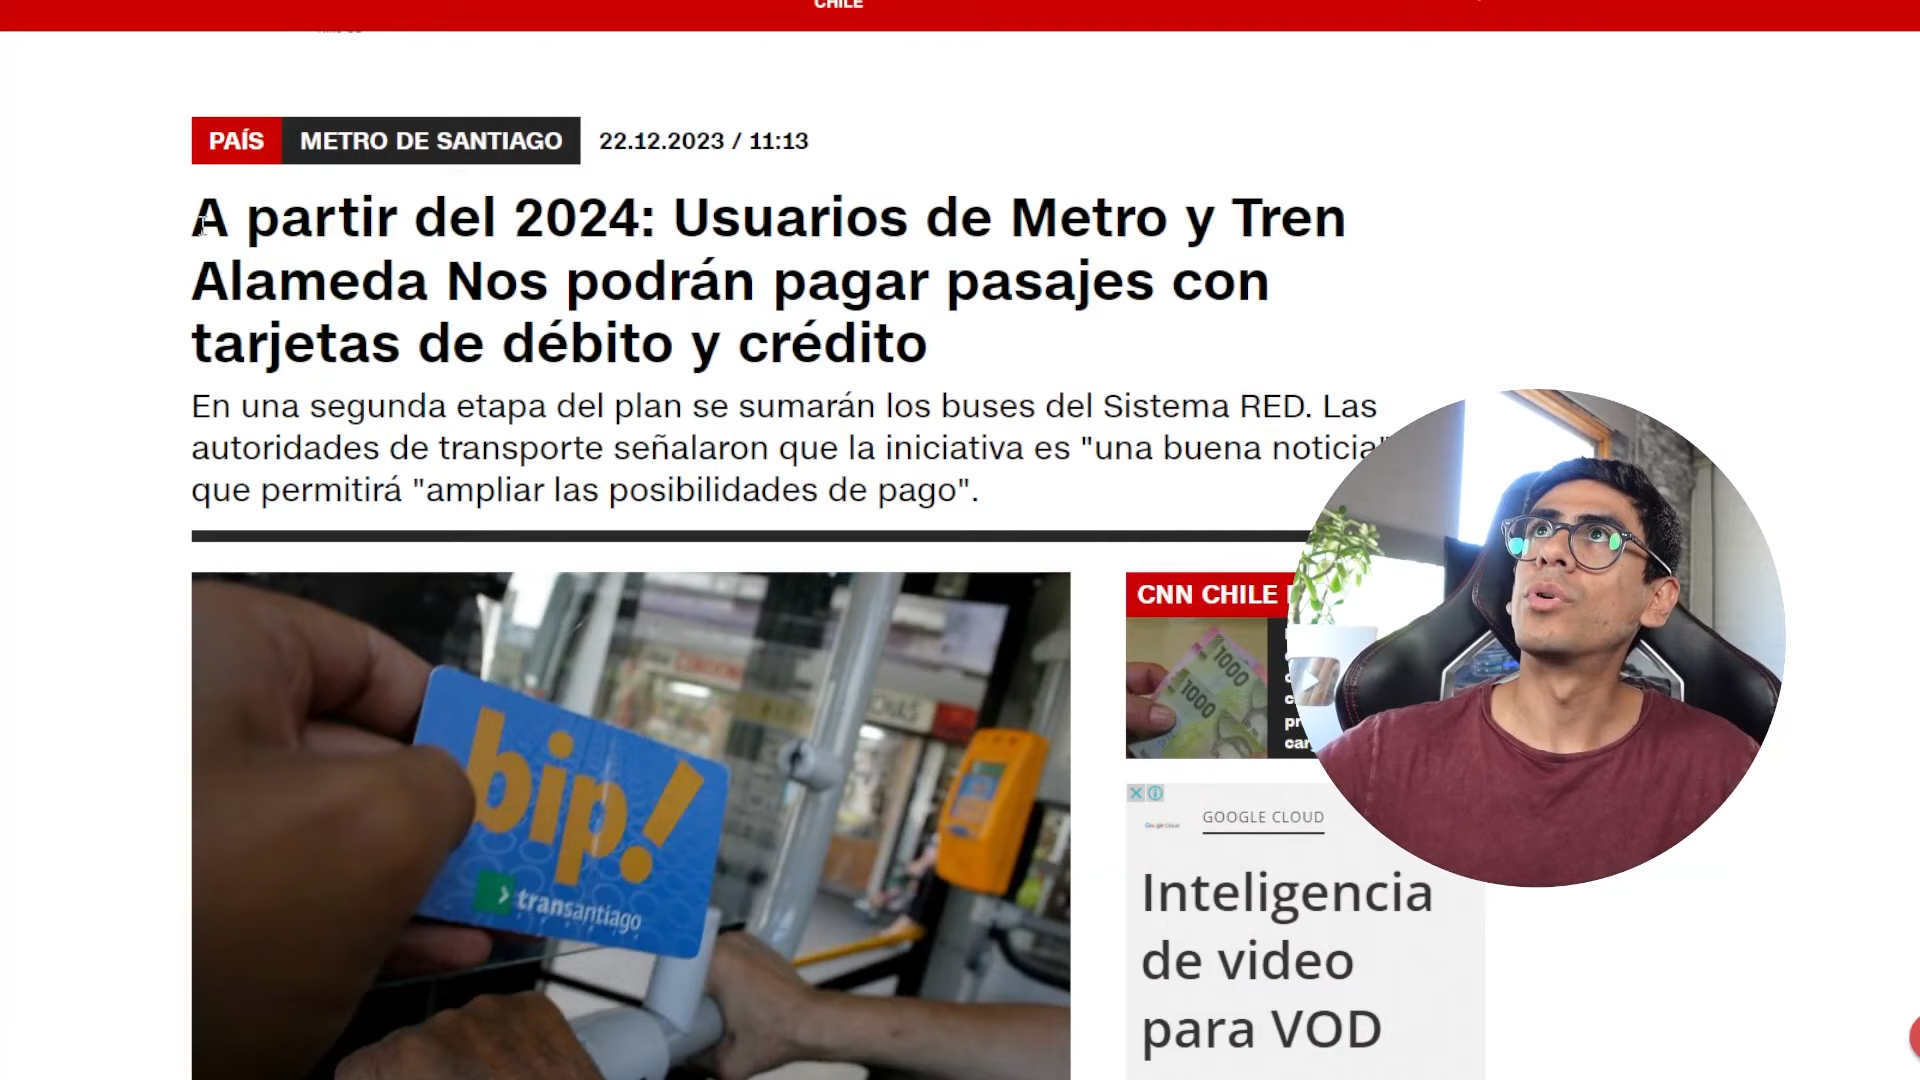 CHILE
PAÍS
METRO DE SANTIAGO
22.12.2023 / 11:13
A partir del 2024: Usuarios de Metro y Tren
Alameda Nos podrán pagar pasajes con
tarjetas de débito y crédito
En una segunda etapa del plan se sumarán los buses del Sistema RED. Las
autoridades de transporte señalaron que la iniciativa es "una buena noticia"
que permitirá "ampliar las posibilidades de pago".
bip!
transantiago
CNN CHILE
1000
1000
Google Cloud
GOOGLE CLOUD
Inteligencia
de video
para VOD